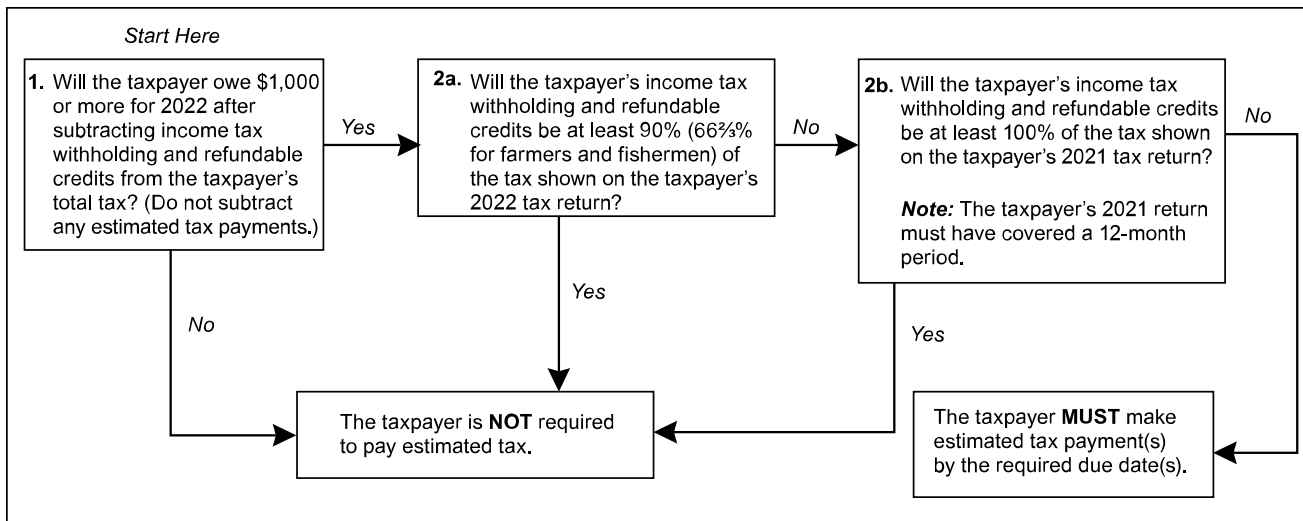 Start Here
1. Will the taxpayer owe $1,000
or more for 2022 after
subtracting income tax
withholding and refundable
credits from the taxpayer's
total tax? (Do not subtract
any estimated tax payments.)
Yes
2a. Will the taxpayer's income tax
withholding and refundable
credits be at least 90% (66⅔%
for farmers and fishermen) of
the tax shown on the taxpayer's
2022 tax return?
No
2b. Will the taxpayer's income tax
withholding and refundable credits
be at least 100% of the tax shown
on the taxpayer's 2021 tax return?
Note: The taxpayer's 2021 return
must have covered a 12-month
period.
No
No
Yes
Yes
The taxpayer is NOT required
to pay estimated tax.
The taxpayer MUST make
estimated tax payment(s)
by the required due date(s).